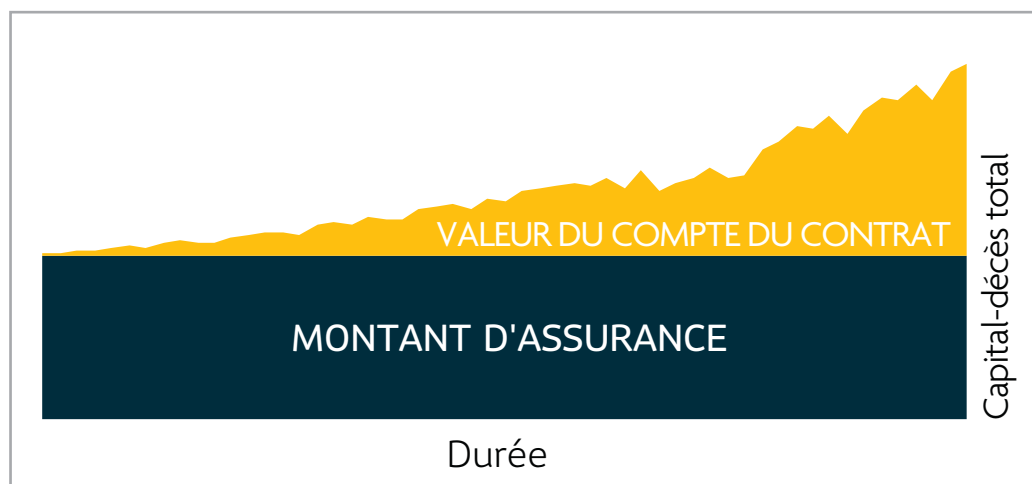 VALEUR DU COMPTE DU CONTRAT
MONTANT D'ASSURANCE
Capital-décès total
Durée